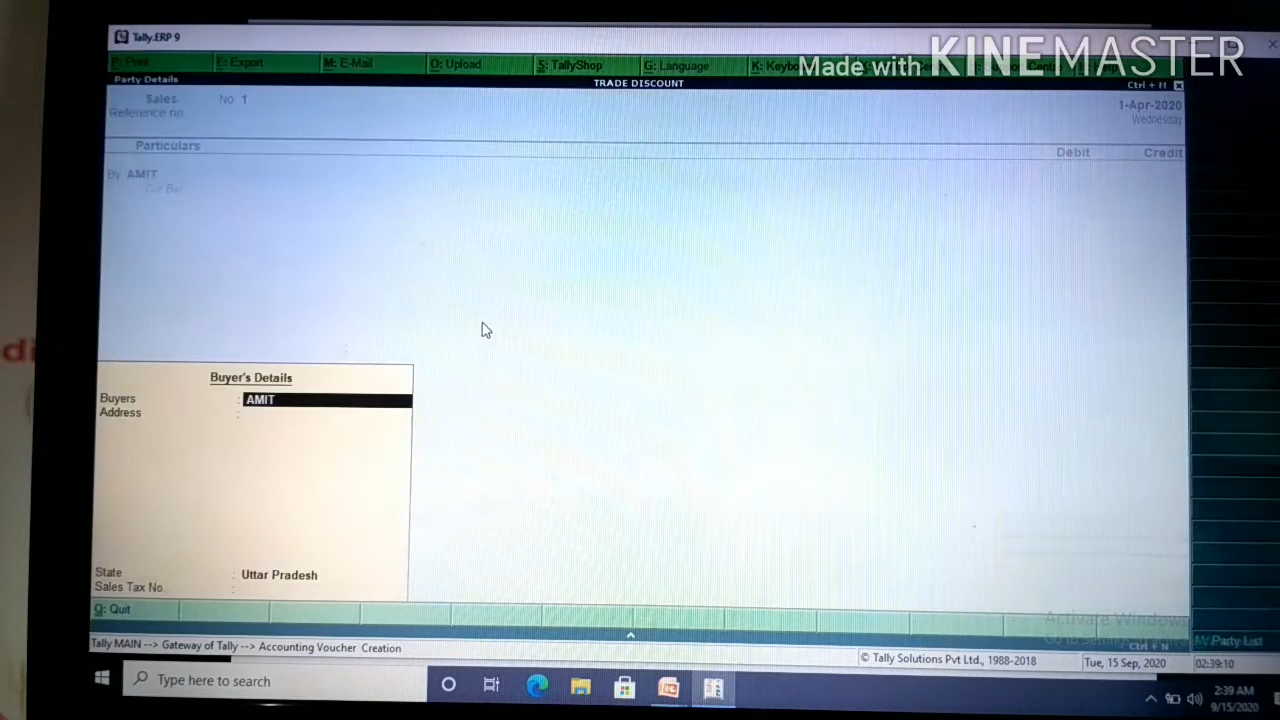 Tally.ERP 9
Made with KINEMASTER
P: Print E: Export M: E-Mail O: Upload S: TallyShop G: Language
Party Details TRADE DISCOUNT Ctrl + M
Sales No 1 1-Apr-2020
Reference no Wednesday
Particulars Debit Credit
By AMIT
Cur Bal
Buyer's Details
Buyers : AMIT
Address :
State : Uttar Pradesh
Sales Tax No. :
Q: Quit
Activate Windows
M: Party List
Ctrl + N
Tally MAIN --> Gateway of Tally --> Accounting Voucher Creation
© Tally Solutions Pvt Ltd., 1988-2018 Tue, 15 Sep, 2020 02:39:10
Type here to search
2:39 AM
9/15/2020